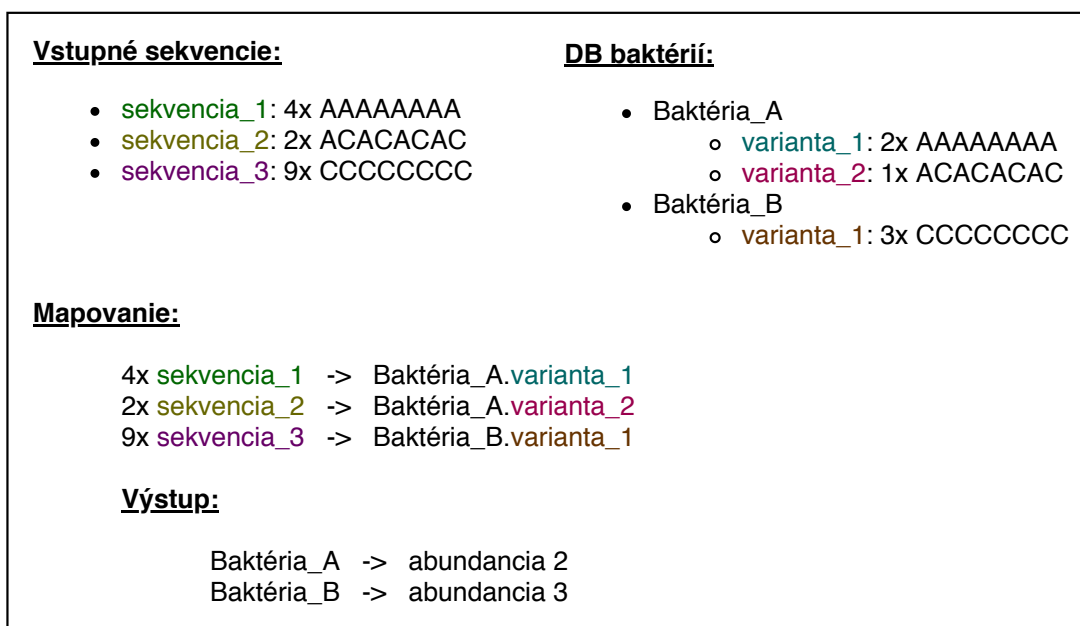 Vstupné sekvencie:
• sekvencia_1: 4x AAAAAAAA
• sekvencia_2: 2x ACACACAC
• sekvencia_3: 9x CCCCCCCC
DB baktérií:
• Baktéria_A
○ varianta_1: 2x AAAAAAAA
○ varianta_2: 1x ACACACAC
• Baktéria_B
○ varianta_1: 3x CCCCCCCC
Mapovanie:
4x sekvencia_1 -> Baktéria_A.varianta_1
2x sekvencia_2 -> Baktéria_A.varianta_2
9x sekvencia_3 -> Baktéria_B.varianta_1
Výstup:
Baktéria_A -> abundancia 2
Baktéria_B -> abundancia 3